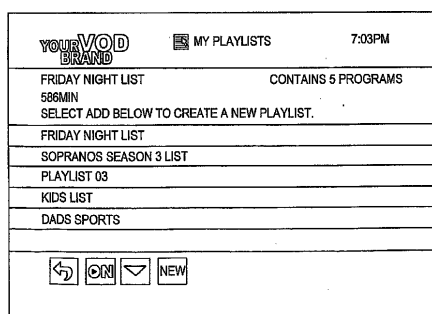 YOUR VOD BRAND MY PLAYLISTS 7:03PM
FRIDAY NIGHT LIST CONTAINS 5 PROGRAMS
586MIN
SELECT ADD BELOW TO CREATE A NEW PLAYLIST.
FRIDAY NIGHT LIST
SOPRANOS SEASON 3 LIST
PLAYLIST 03
KIDS LIST
DADS SPORTS
ON NEW